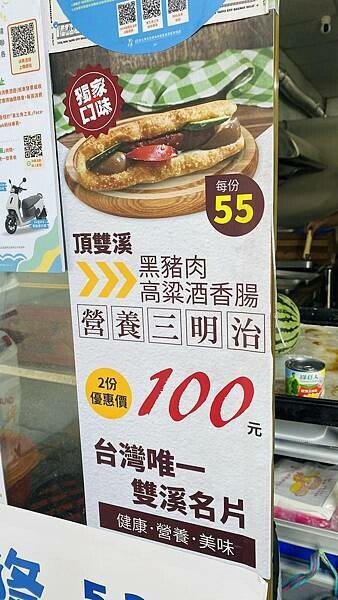 獨家
口味
每份
55
頂雙溪
黑豬肉
高粱酒香腸
營養三明治
2份
優惠價
100
元
台灣唯一
雙溪名片
健康·營養·美味